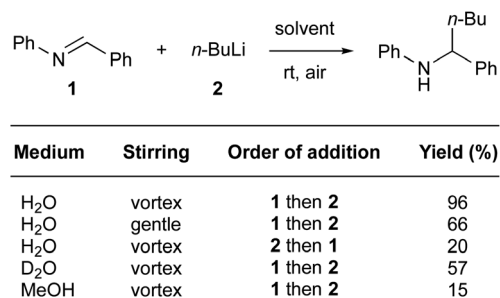 Ph N Ph + n-BuLi solvent rt, air Ph N H n-Bu Ph
1 2
Medium Stirring Order of addition Yield (%)
H₂O vortex 1 then 2 96
H₂O gentle 1 then 2 66
H₂O vortex 2 then 1 20
D₂O vortex 1 then 2 57
MeOH vortex 1 then 2 15